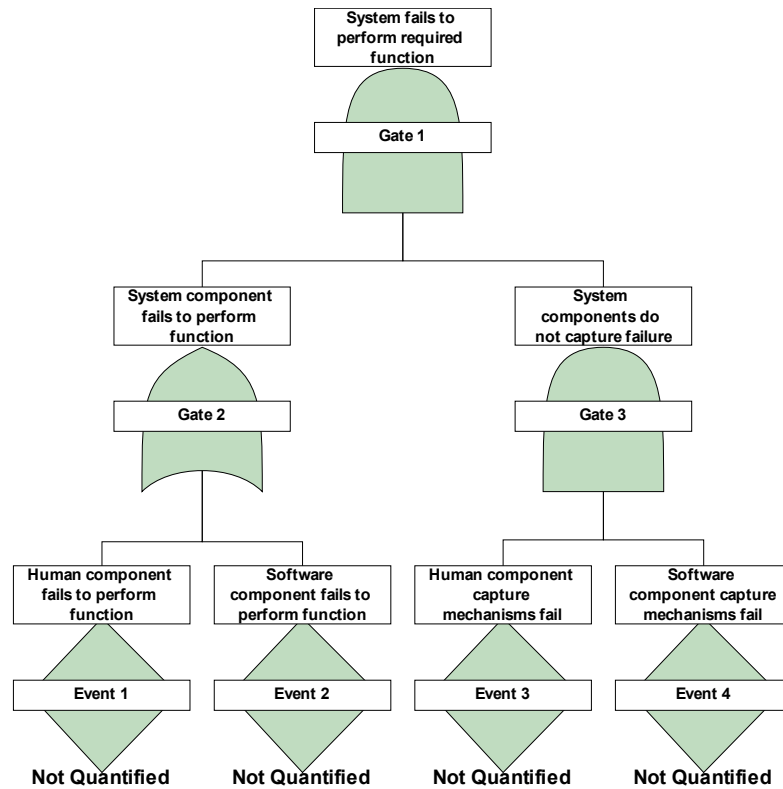 System fails to
perform required
function
Gate 1
System component
fails to perform
function
System
components do
not capture failure
Gate 2
Gate 3
Human component
fails to perform
function
Software
component fails to
perform function
Human component
capture
mechanisms fail
Software
component capture
mechanisms fail
Event 1
Event 2
Event 3
Event 4
Not Quantified
Not Quantified
Not Quantified
Not Quantified